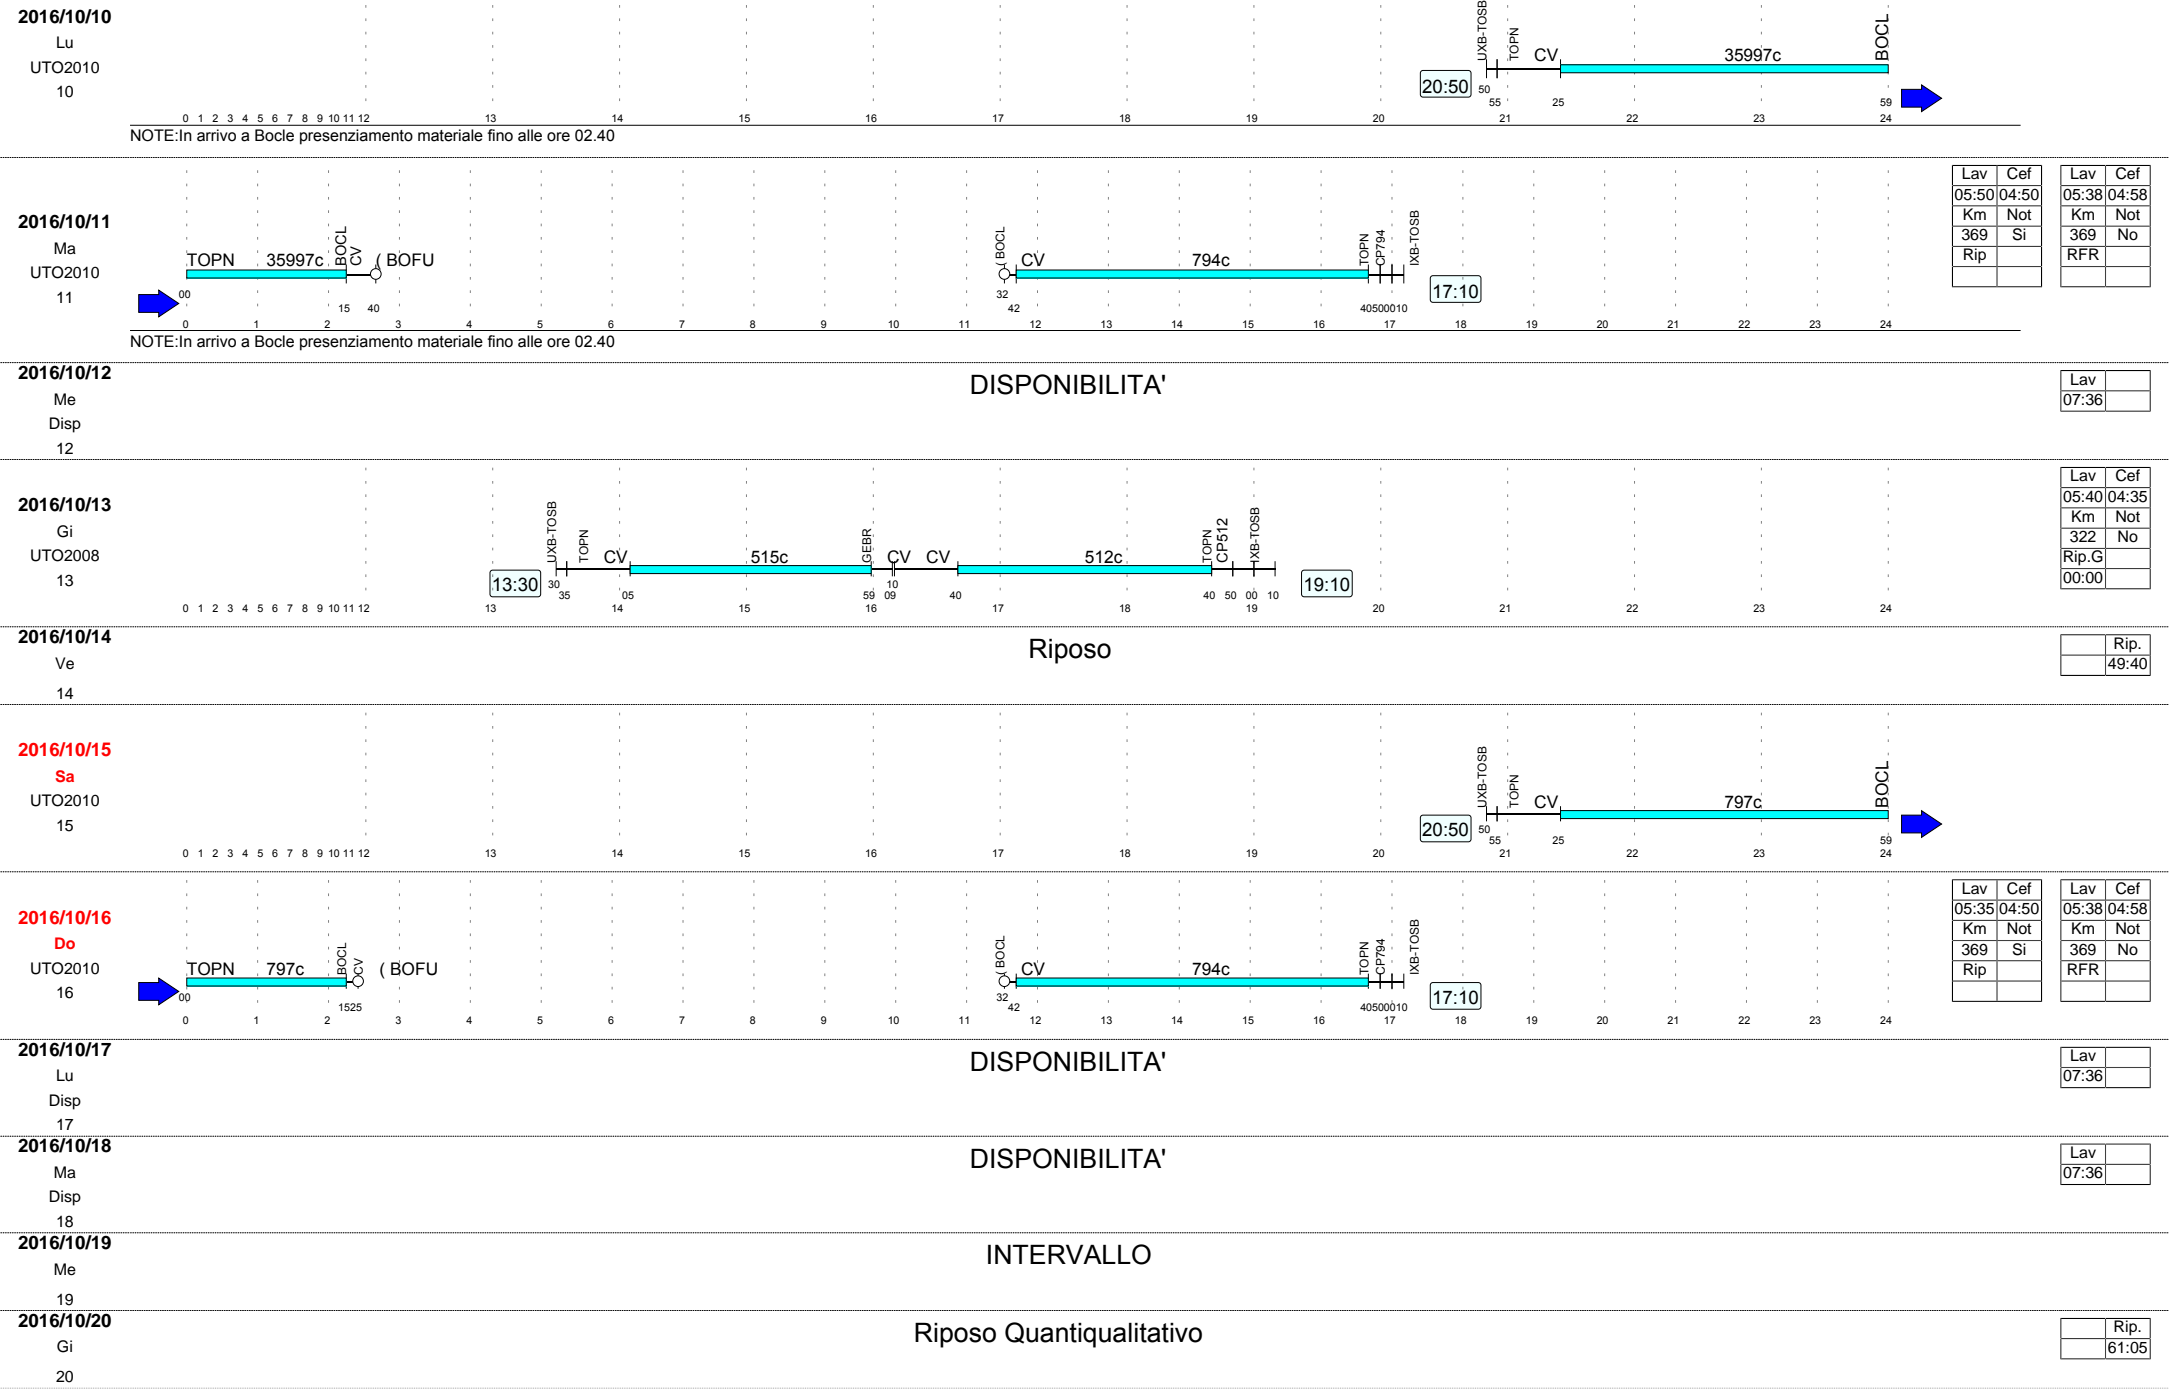 2016/10/10
Lu
UTO2010
10
20:50
UXB-TOSB
TOPN
CV
35997c
BOCL
50
55
25
59
0 1 2 3 4 5 6 7 8 9 10 11 12 13 14 15 16 17 18 19 20 21 22 23 24
NOTE:In arrivo a Bocle presenziamento materiale fino alle ore 02.40
2016/10/11
Ma
UTO2010
11
TOPN
35997c
BOCL
CV
( BOFU
00
15
40
( BOCL
CV
794c
TOPN
CP794
IXB-TOSB
32
42
40500010
17:10
0 1 2 3 4 5 6 7 8 9 10 11 12 13 14 15 16 17 18 19 20 21 22 23 24
Lav Cef
05:50 04:50
Km Not
369 Si
Rip
Lav Cef
05:38 04:58
Km Not
369 No
RFR
NOTE:In arrivo a Bocle presenziamento materiale fino alle ore 02.40
2016/10/12
Me
Disp
12
DISPONIBILITA'
Lav
07:36
2016/10/13
Gi
UTO2008
13
13:30
UXB-TOSB
TOPN
CV
515c
GEBR
CV
CV
512c
TOPN
CP512
IXB-TOSB
30
35
05
59
09
10
40
40
50
00
10
19:10
0 1 2 3 4 5 6 7 8 9 10 11 12 13 14 15 16 17 18 19 20 21 22 23 24
Lav Cef
05:40 04:35
Km Not
322 No
Rip.G
00:00
2016/10/14
Ve
14
Riposo
Rip.
49:40
2016/10/15
Sa
UTO2010
15
20:50
UXB-TOSB
TOPN
CV
797c
BOCL
50
55
25
59
0 1 2 3 4 5 6 7 8 9 10 11 12 13 14 15 16 17 18 19 20 21 22 23 24
2016/10/16
Do
UTO2010
16
TOPN
797c
BOCL
CV
( BOFU
00
1525
( BOCL
CV
794c
TOPN
CP794
IXB-TOSB
32
42
40500010
17:10
0 1 2 3 4 5 6 7 8 9 10 11 12 13 14 15 16 17 18 19 20 21 22 23 24
Lav Cef
05:35 04:50
Km Not
369 Si
Rip
Lav Cef
05:38 04:58
Km Not
369 No
RFR
2016/10/17
Lu
Disp
17
DISPONIBILITA'
Lav
07:36
2016/10/18
Ma
Disp
18
DISPONIBILITA'
Lav
07:36
2016/10/19
Me
19
INTERVALLO
2016/10/20
Gi
20
Riposo Quantiqualitativo
Rip.
61:05